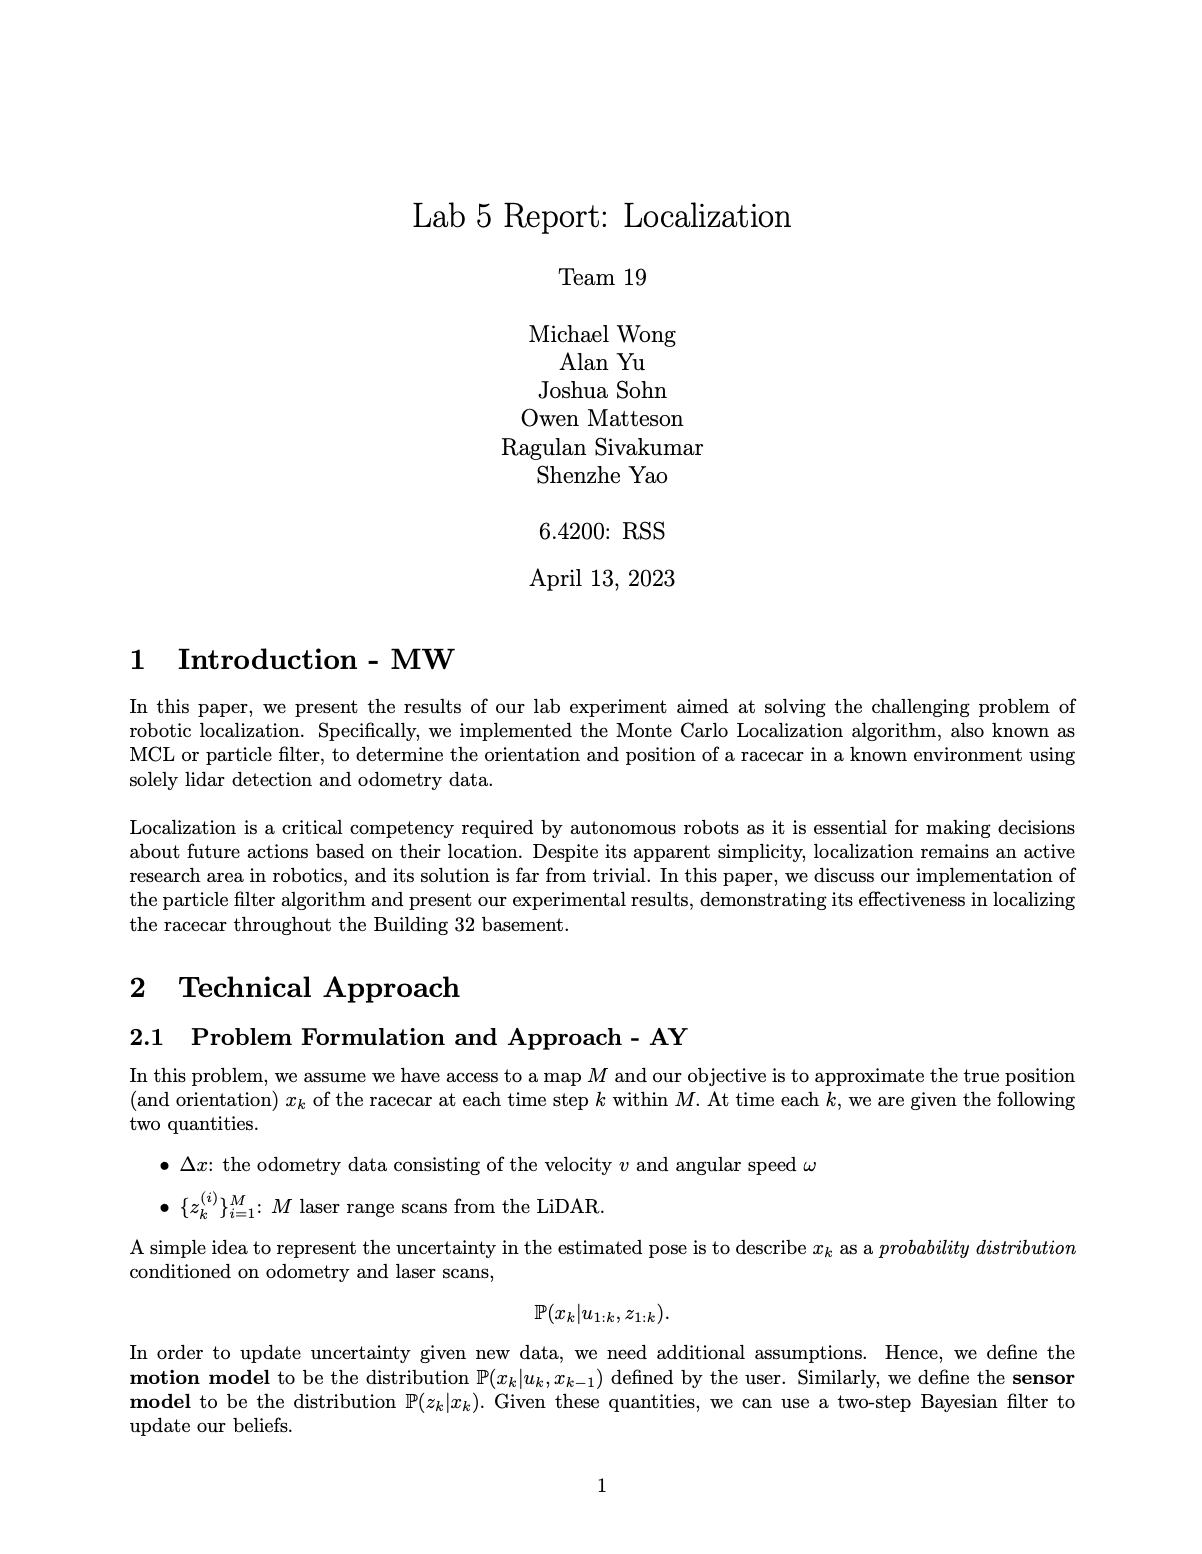 Lab 5 Report: Localization
Team 19
Michael Wong
Alan Yu
Joshua Sohn
Owen Matteson
Ragulan Sivakumar
Shenzhe Yao
6.4200: RSS
April 13, 2023
1 Introduction - MW
In this paper, we present the results of our lab experiment aimed at solving the challenging problem of
robotic localization. Specifically, we implemented the Monte Carlo Localization algorithm, also known as
MCL or particle filter, to determine the orientation and position of a racecar in a known environment using
solely lidar detection and odometry data.
Localization is a critical competency required by autonomous robots as it is essential for making decisions
about future actions based on their location. Despite its apparent simplicity, localization remains an active
research area in robotics, and its solution is far from trivial. In this paper, we discuss our implementation of
the particle filter algorithm and present our experimental results, demonstrating its effectiveness in localizing
the racecar throughout the Building 32 basement.
2 Technical Approach
2.1 Problem Formulation and Approach - AY
In this problem, we assume we have access to a map M and our objective is to approximate the true position
(and orientation) x_k of the racecar at each time step k within M. At time each k, we are given the following
two quantities.
• Δx: the odometry data consisting of the velocity v and angular speed ω
• {z_k^{(i)}}_{i=1}^M: M laser range scans from the LiDAR.
A simple idea to represent the uncertainty in the estimated pose is to describe x_k as a probability distribution
conditioned on odometry and laser scans,
ℙ(x_k|u_{1:k}, z_{1:k}).
In order to update uncertainty given new data, we need additional assumptions. Hence, we define the
motion model to be the distribution ℙ(x_k|u_k, x_{k−1}) defined by the user. Similarly, we define the sensor
model to be the distribution ℙ(z_k|x_k). Given these quantities, we can use a two-step Bayesian filter to
update our beliefs.
1